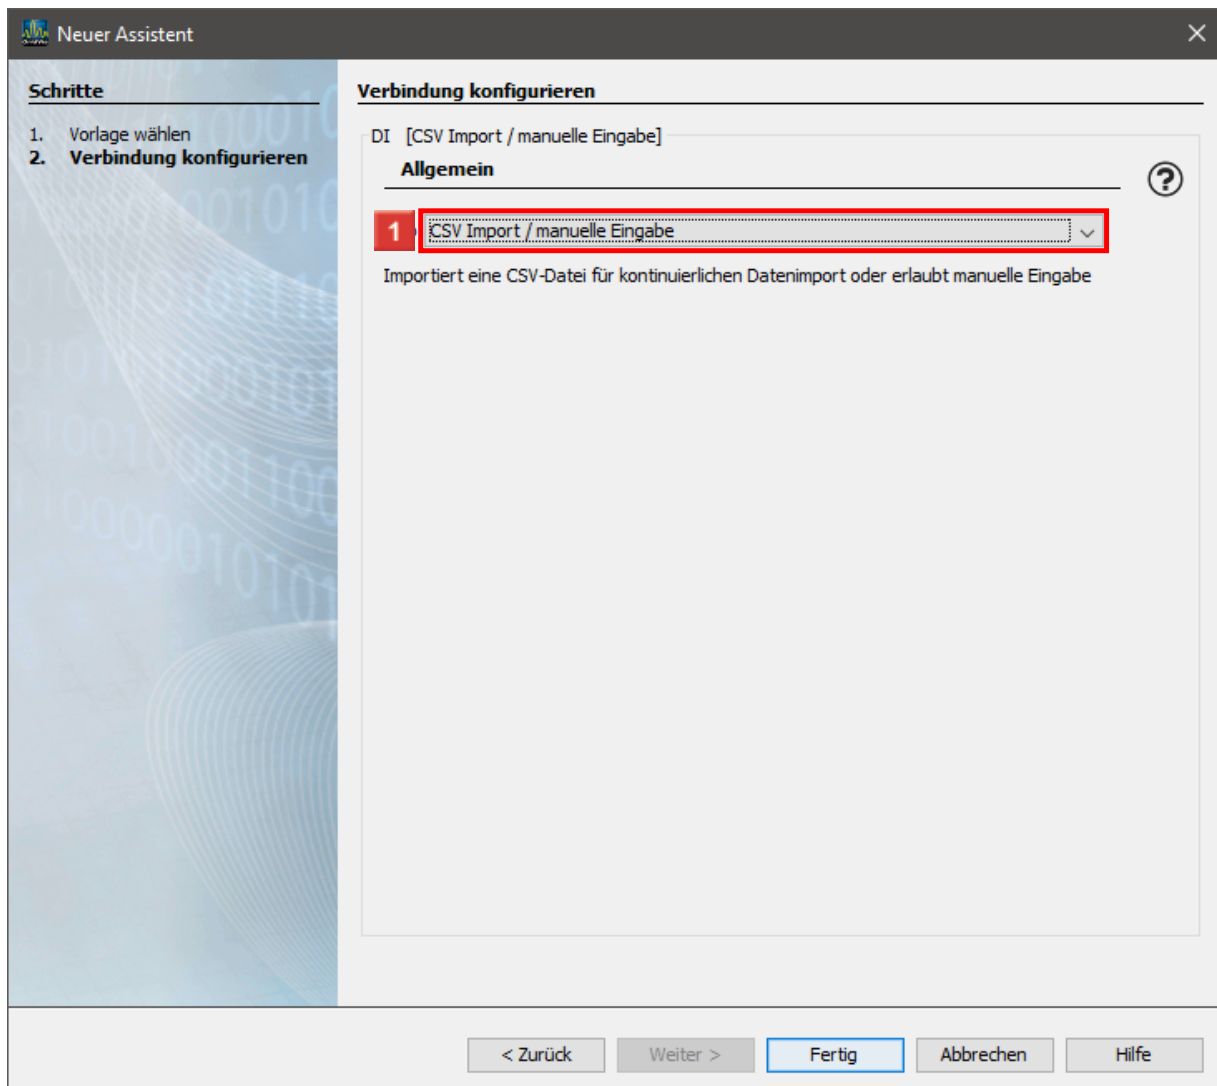 Neuer Assistent
Schritte
1. Vorlage wählen
2. Verbindung konfigurieren
Verbindung konfigurieren
DI [CSV Import / manuelle Eingabe]
Allgemein
?
1 CSV Import / manuelle Eingabe
Importiert eine CSV-Datei für kontinuierlichen Datenimport oder erlaubt manuelle Eingabe
< Zurück Weiter > Fertig Abbrechen Hilfe